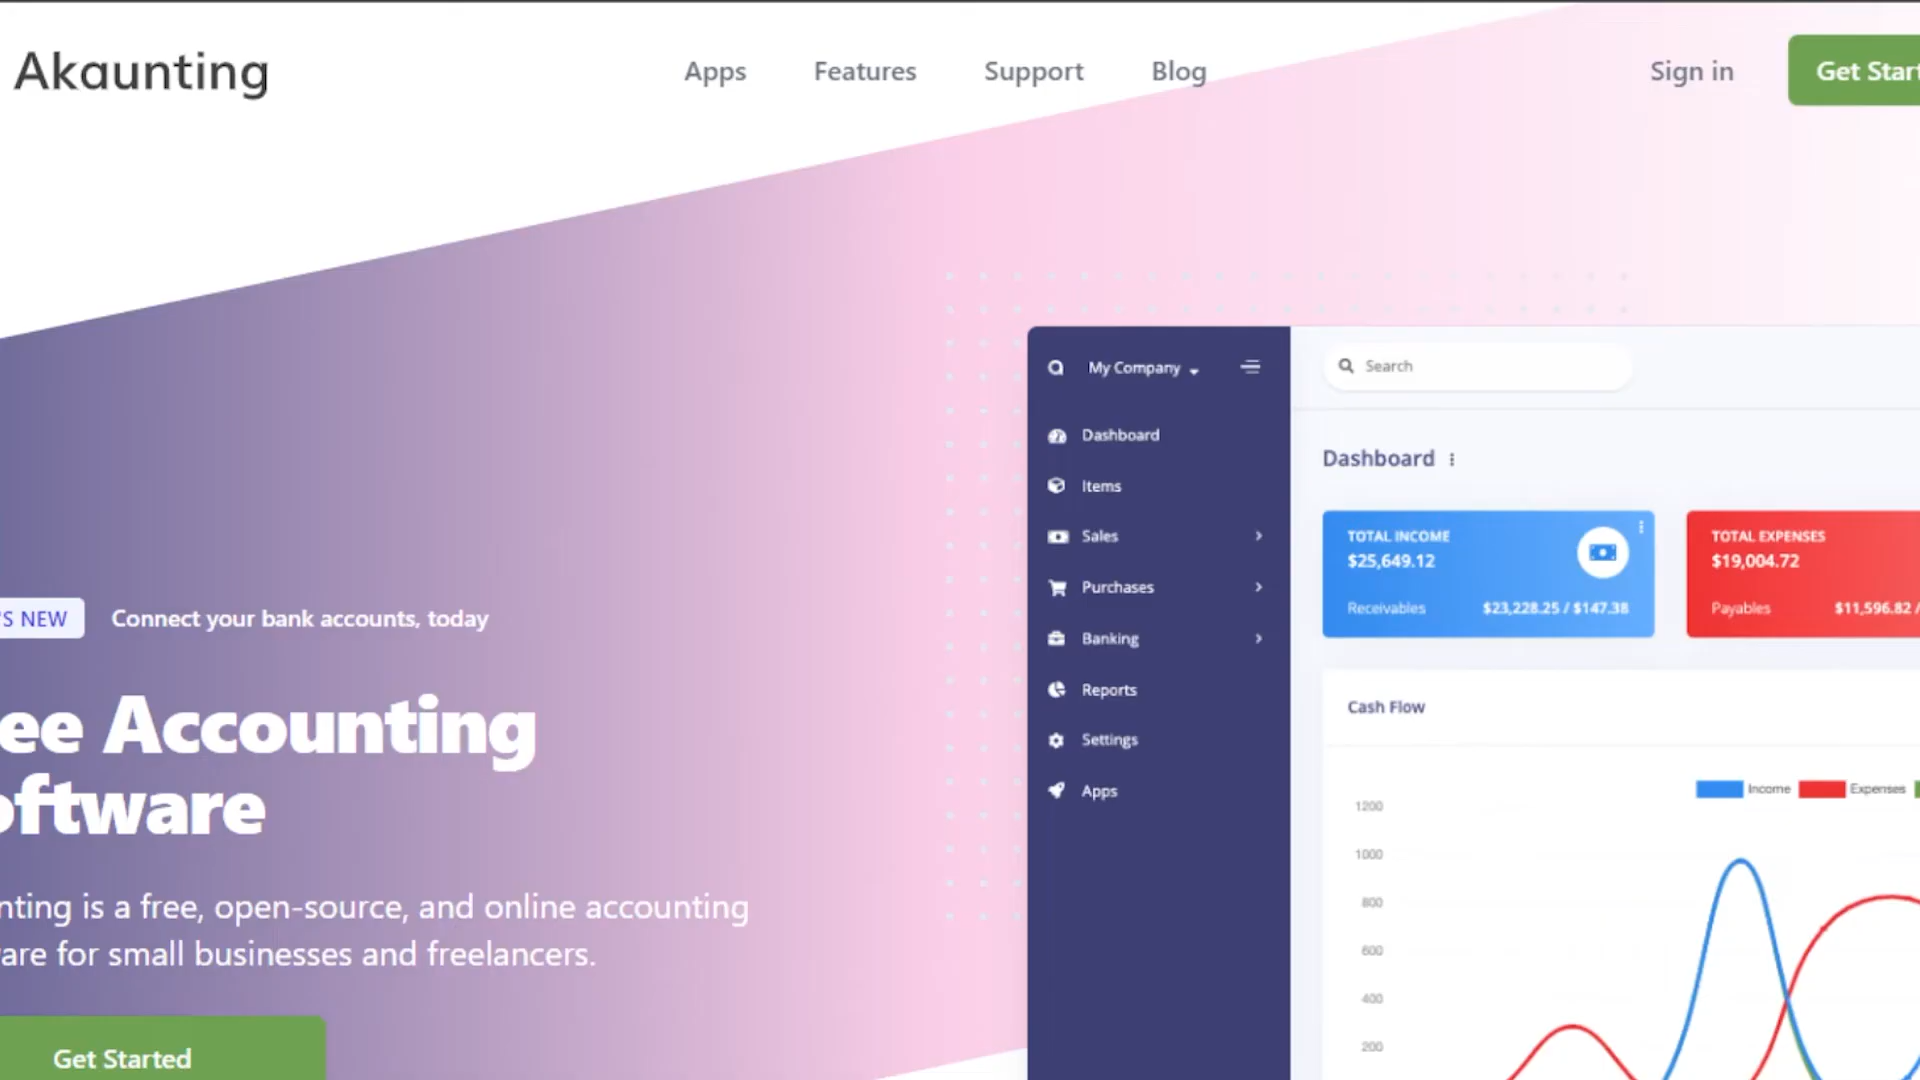 Akaunting
Apps Features Support Blog
Sign in
Get Start
'S NEW
Connect your bank accounts, today
ee Accounting
oftware
nting is a free, open-source, and online accounting
are for small businesses and freelancers.
Get Started
My Company
Dashboard
Items
Sales
Purchases
Banking
Reports
Settings
Apps
Search
Dashboard
TOTAL INCOME
$25,649.12
Receivables $23,228.25 / $147.38
TOTAL EXPENSES
$19,004.72
Payables $11,596.82 /
Cash Flow
Income Expenses
1200
1000
800
600
400
200